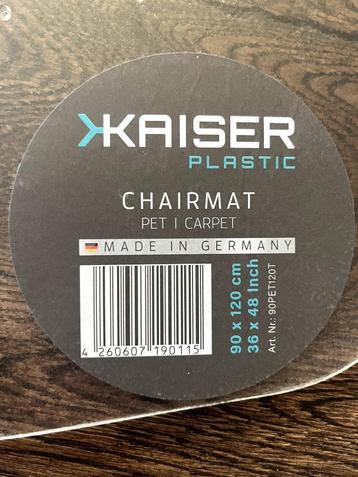 KAISER
PLASTIC
CHAIRMAT
PET | CARPET
MADE IN GERMANY
4 260607 190115
90 x 120 cm
36 x 48 Inch
Art. Nr.: 90PET120T